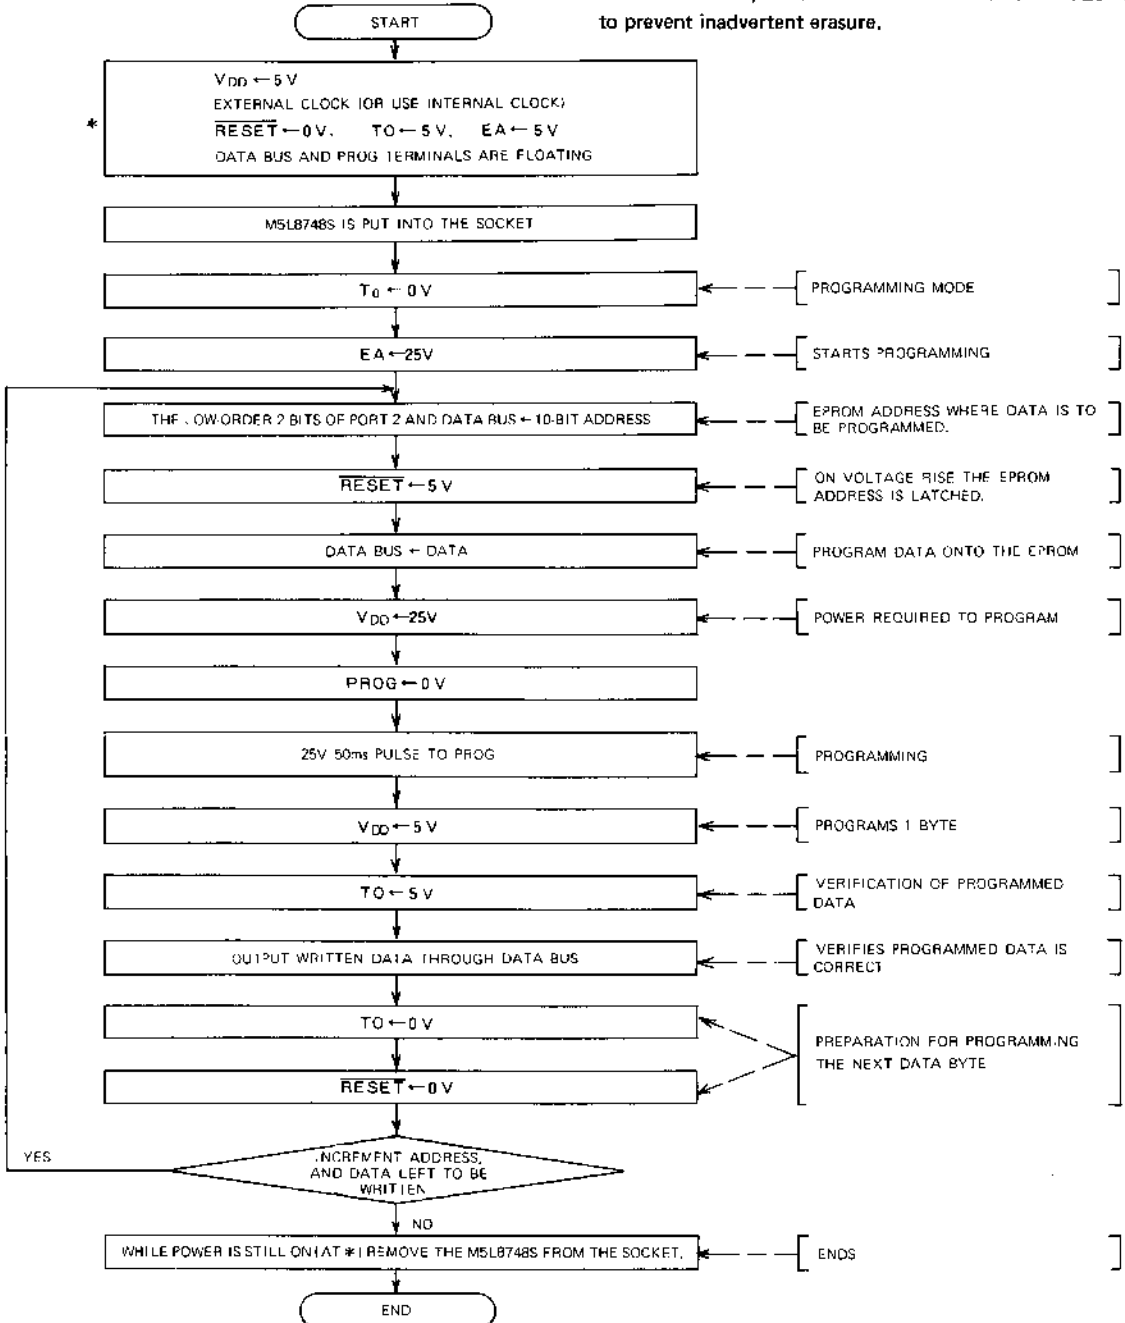 to prevent inadvertent erasure.
START
*
VDD ← 5 V
EXTERNAL CLOCK (OR USE INTERNAL CLOCK)
RESET ← 0 V, TO ← 5 V, EA ← 5 V
DATA BUS AND PROG TERMINALS ARE FLOATING
M5L8748S IS PUT INTO THE SOCKET
T0 ← 0 V
PROGRAMMING MODE
EA ← 25V
STARTS PROGRAMMING
THE LOW-ORDER 2 BITS OF PORT 2 AND DATA BUS ← 10-BIT ADDRESS
EPROM ADDRESS WHERE DATA IS TO
BE PROGRAMMED.
RESET ← 5 V
ON VOLTAGE RISE THE EPROM
ADDRESS IS LATCHED.
DATA BUS ← DATA
PROGRAM DATA ONTO THE EPROM
VDD ← 25V
POWER REQUIRED TO PROGRAM
PROG ← 0 V
25V 50ms PULSE TO PROG
PROGRAMMING
VDD ← 5 V
PROGRAMS 1 BYTE
TO ← 5 V
VERIFICATION OF PROGRAMMED
DATA
OUTPUT WRITTEN DATA THROUGH DATA BUS
VERIFIES PROGRAMMED DATA IS
CORRECT
TO ← 0 V
PREPARATION FOR PROGRAMMING
THE NEXT DATA BYTE
RESET ← 0 V
YES
INCREMENT ADDRESS,
AND DATA LEFT TO BE
WRITTEN
NO
WHILE POWER IS STILL ON (AT *) REMOVE THE M5L8748S FROM THE SOCKET.
ENDS
END